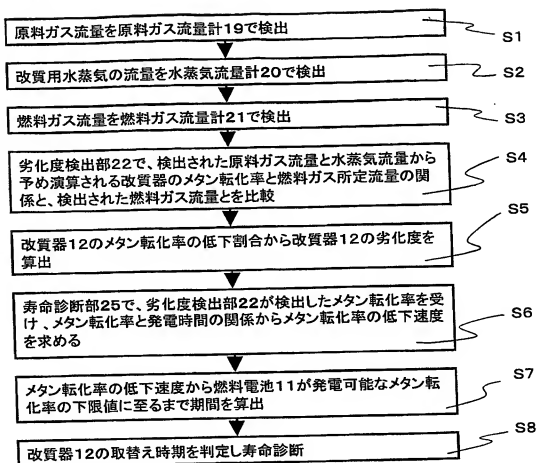 原料ガス流量を原料ガス流量計19で検出
S1
改質用水蒸気の流量を水蒸気流量計20で検出
S2
燃料ガス流量を燃料ガス流量計21で検出
S3
劣化度検出部22で、検出された原料ガス流量と水蒸気流量から
予め演算される改質器のメタン転化率と燃料ガス所定流量の関
係と、検出された燃料ガス流量とを比較
S4
改質器12のメタン転化率の低下割合から改質器12の劣化度を
算出
S5
寿命診断部25で、劣化度検出部22が検出したメタン転化率を受
け、メタン転化率と発電時間の関係からメタン転化率の低下速度
を求める
S6
メタン転化率の低下速度から燃料電池11が発電可能なメタン転
化率の下限値に至るまで期間を算出
S7
改質器12の取替え時期を判定し寿命診断
S8